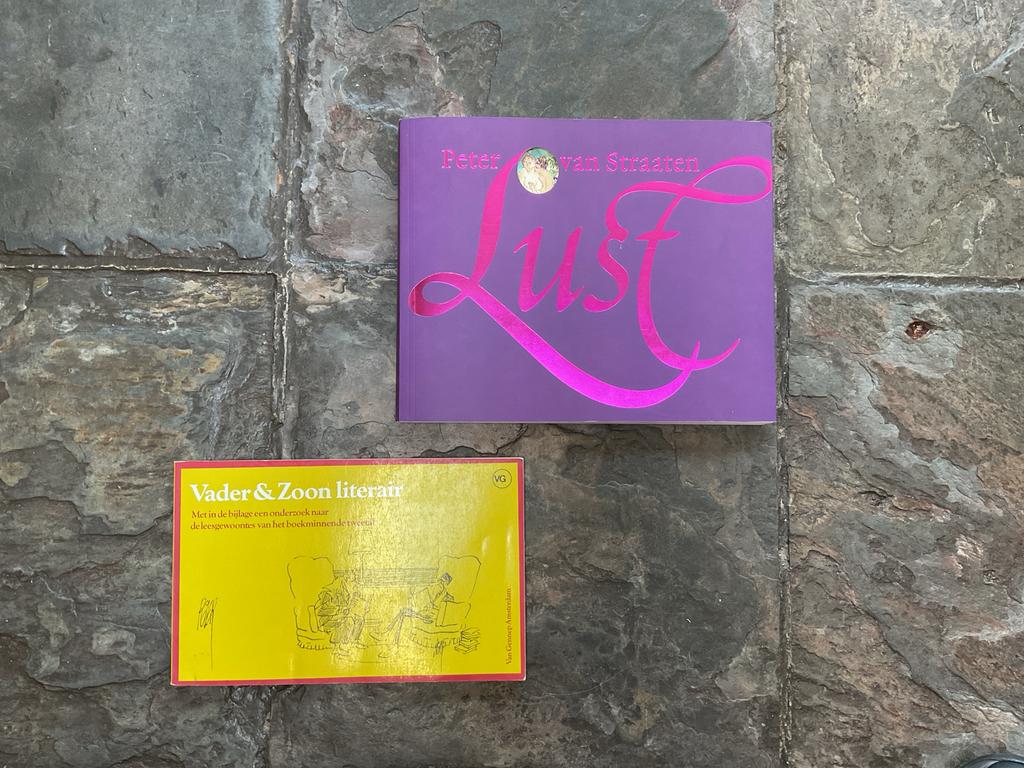 Peter van Straaten
Lust
Vader & Zoon literair
VG
Met in de bijlage een onderzoek naar
de leesgewoontes van het boekminnende tweetal
Van Gennep Amsterdam